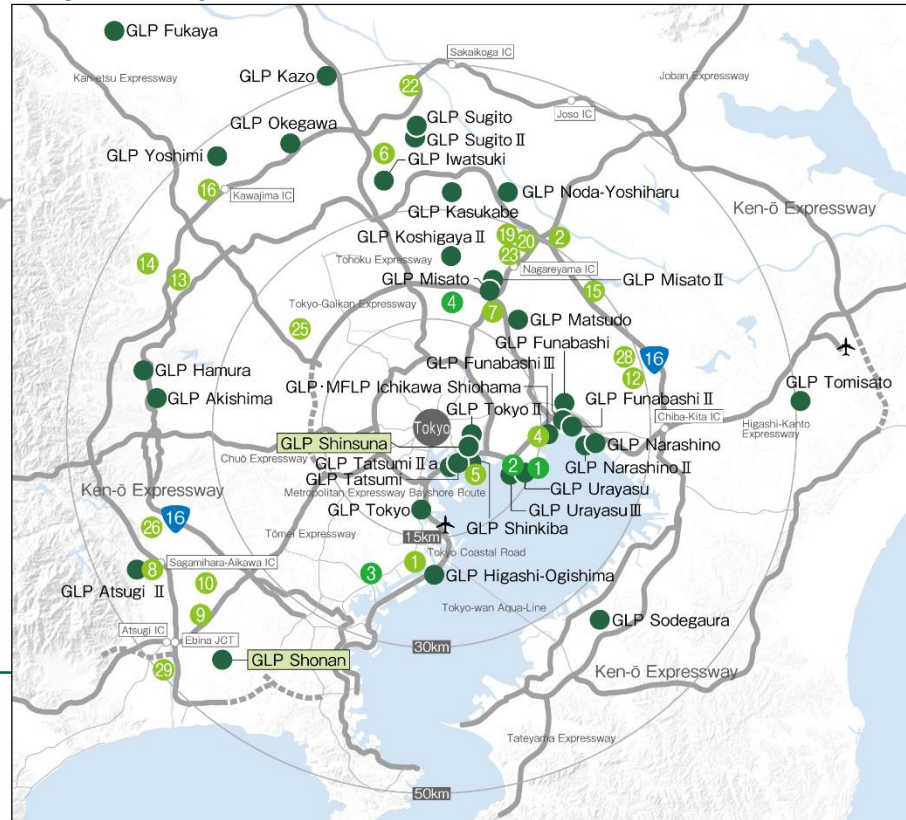 GLP Fukaya
Sakaikoga IC
Kan-etsu Expressway
GLP Kazo
Joban Expressway
22
Joso IC
GLP Sugito
GLP Okegawa
GLP Sugito Ⅱ
GLP Yoshimi
6
GLP Iwatsuki
16
Kawajima IC
GLP Noda-Yoshiharu
GLP Kasukabe
Ken-ō Expressway
GLP Koshigaya Ⅱ
19
20
2
Tohoku Expressway
23
14
Nagareyama IC
13
GLP Misato
GLP Misato Ⅱ
15
Tokyo-Gaikan Expressway
4
7
25
GLP Matsudo
GLP Funabashi
28
16
GLP Funabashi Ⅲ
GLP Hamura
12
GLP・MFLP Ichikawa Shiohama
GLP Tomisato
GLP Akishima
GLP Funabashi Ⅱ
GLP Tokyo Ⅱ
Chiba-Kita IC
Tokyo
4
Higashi-Kanto
Expressway
GLP Shinsuna
GLP Narashino
Chuō Expressway
GLP Tatsumi Ⅱa
2
1
GLP Narashino Ⅱ
GLP Tatsumi
5
Ken-ō Expressway
Metropolitan Expressway Bayshore Route
GLP Urayasu
GLP Tokyo
GLP Urayasu Ⅲ
16
26
GLP Shinkiba
Tōmei Expressway
15km
Tokyo Coastal Road
Sagamihara-Aikawa IC
1
8
3
GLP Higashi-Ogishima
GLP Atsugi Ⅱ
10
Tokyo-wan Aqua-Line
9
GLP Sodegaura
Atsugi IC
Ebina JCT
30km
GLP Shonan
29
Ken-ō Expressway
Tateyama Expressway
50km